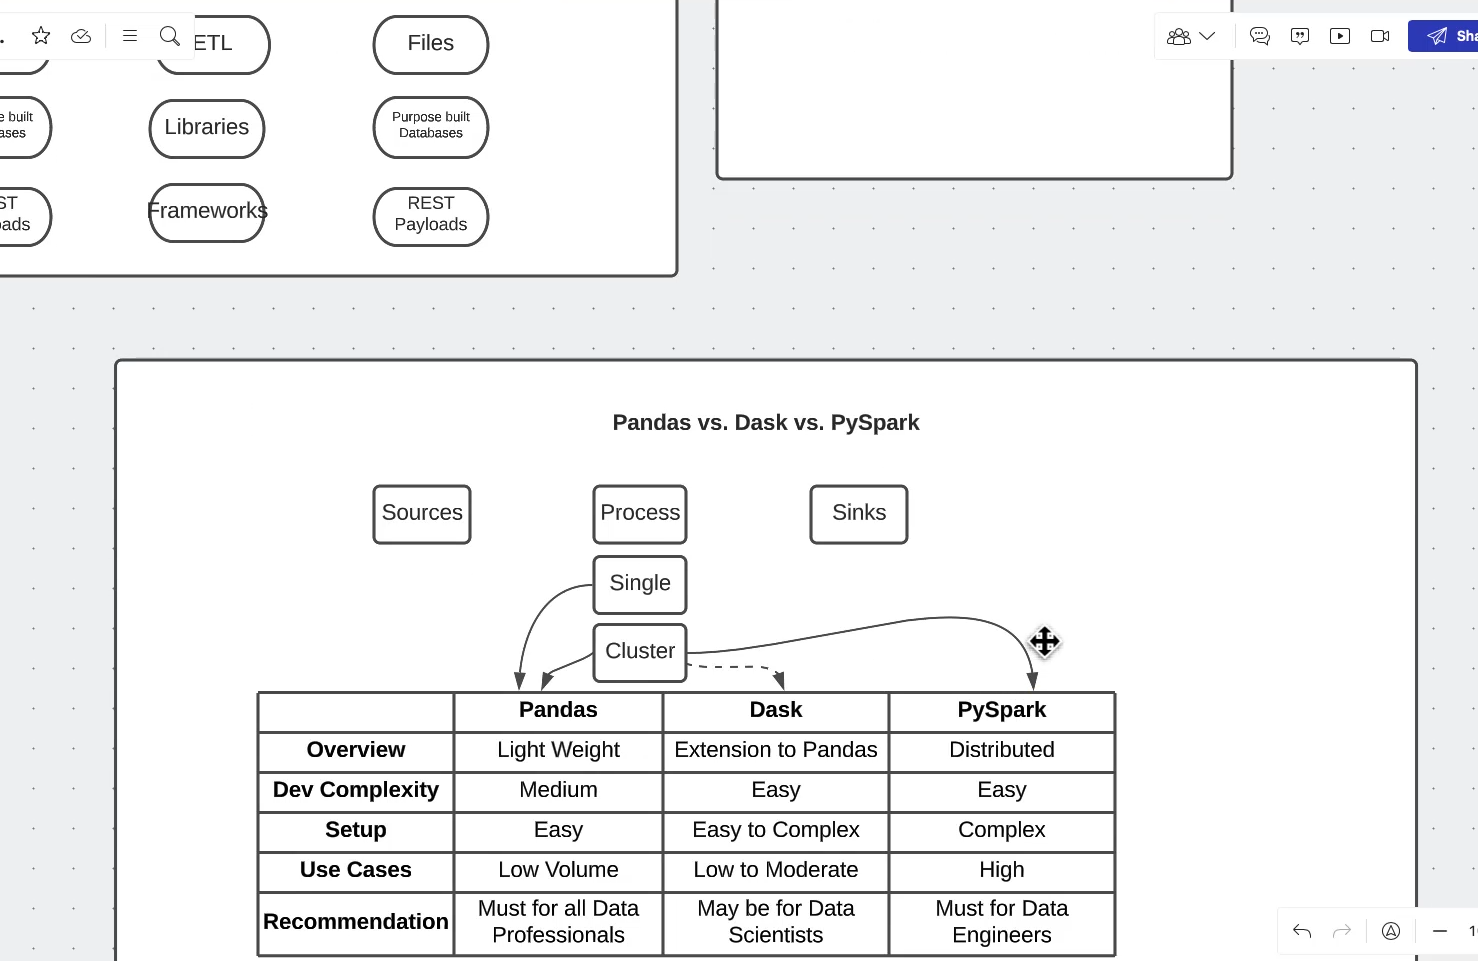 ETL
Files
Sha
e built
ases
Libraries
Purpose built
Databases
ST
oads
Frameworks
REST
Payloads
Pandas vs. Dask vs. PySpark
Sources
Process
Sinks
Single
Cluster
Pandas Dask PySpark
Overview Light Weight Extension to Pandas Distributed
Dev Complexity Medium Easy Easy
Setup Easy Easy to Complex Complex
Use Cases Low Volume Low to Moderate High
Recommendation
Must for all Data
Professionals
May be for Data
Scientists
Must for Data
Engineers